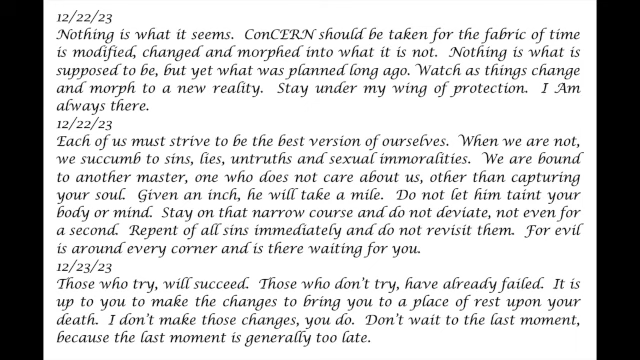 12/22/23
Nothing is what it seems. ConCERN should be taken for the fabric of time
is modified, changed and morphed into what it is not. Nothing is what is
supposed to be, but yet what was planned long ago. Watch as things change
and morph to a new reality. Stay under my wing of protection. I Am
always there.
12/22/23
Each of us must strive to be the best version of ourselves. When we are not,
we succumb to sins, lies, untruths and sexual immoralities. We are bound
to another master, one who does not care about us, other than capturing
your soul. Given an inch, he will take a mile. Do not let him taint your
body or mind. Stay on that narrow course and do not deviate, not even for
a second. Repent of all sins immediately and do not revisit them. For evil
is around every corner and is there waiting for you.
12/23/23
Those who try, will succeed. Those who don't try, have already failed. It is
up to you to make the changes to bring you to a place of rest upon your
death. I don't make those changes, you do. Don't wait to the last moment,
because the last moment is generally too late.